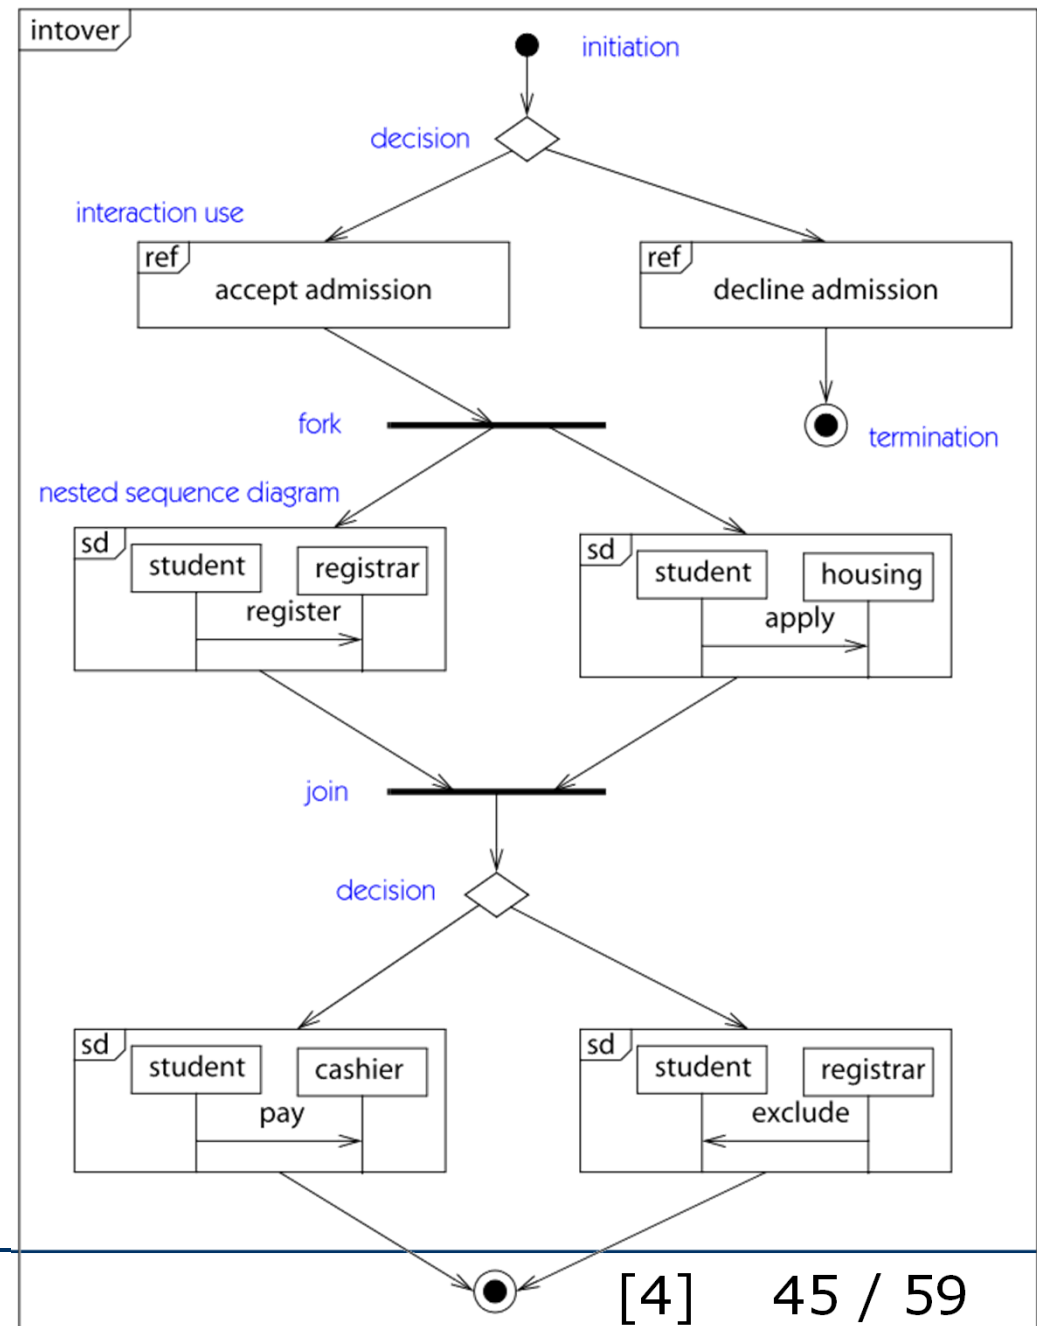 intover
initiation
decision
interaction use
ref
accept admission
ref
decline admission
fork
termination
nested sequence diagram
sd
student
registrar
register
sd
student
housing
apply
join
decision
sd
student
cashier
pay
sd
student
registrar
exclude
[4] 45 / 59